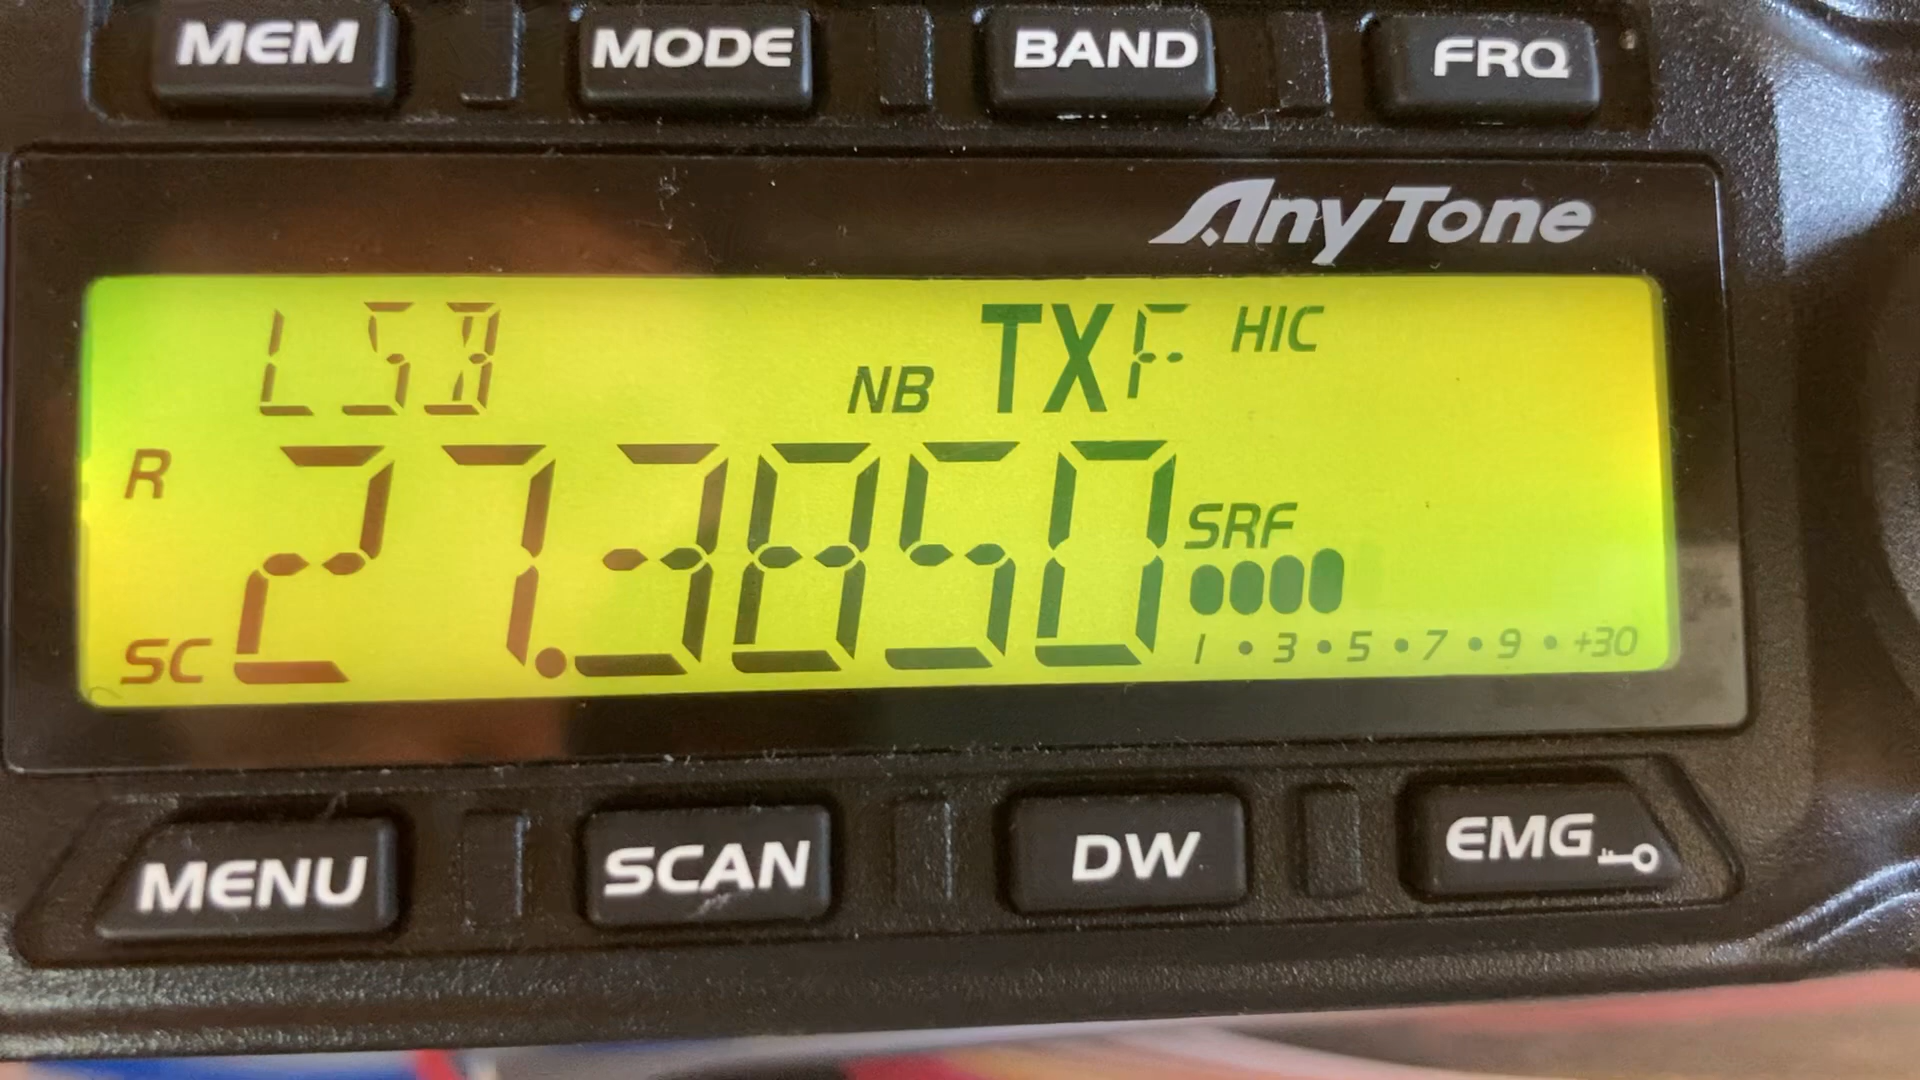 MEM MODE BAND FRQ
AnyTone
LSB NB TX F HIC
R 27.3850 SRF
SC 1 • 3 • 5 • 7 • 9 • +30
MENU SCAN DW EMG